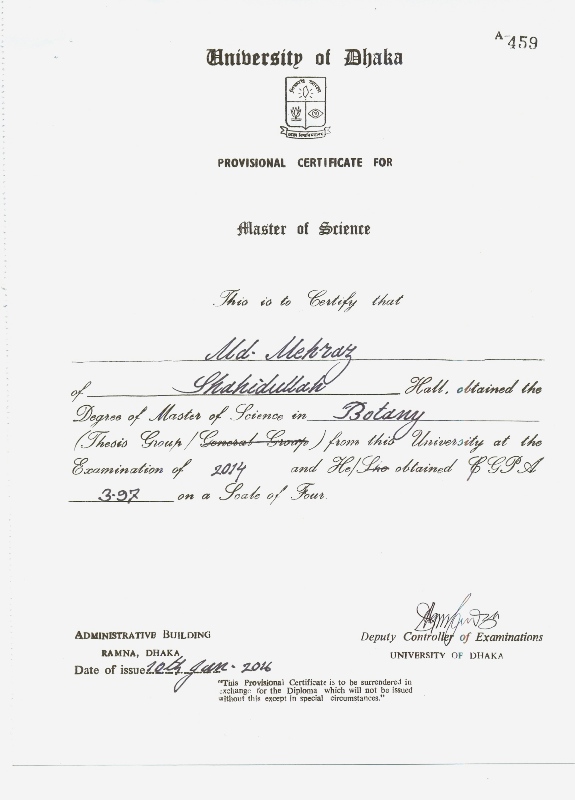 A 459
University of Dhaka
PROVISIONAL CERTIFICATE FOR
Master of Science
This is to Certify that
Md. Mehraz
of Shahidullah Hall, obtained the
Degree of Master of Science in Botany
(Thesis Group / General Group ) from this University at the
Examination of 2014 and He/She obtained CGPA
3.97 on a Scale of Four.
Deputy Controller of Examinations
UNIVERSITY OF DHAKA
ADMINISTRATIVE BUILDING
RAMNA, DHAKA
Date of issue 20th Jan. 2016
"This Provisional Certificate is to be surrendered in
exchange for the Diploma which will not be issued
without this except in special circumstances."